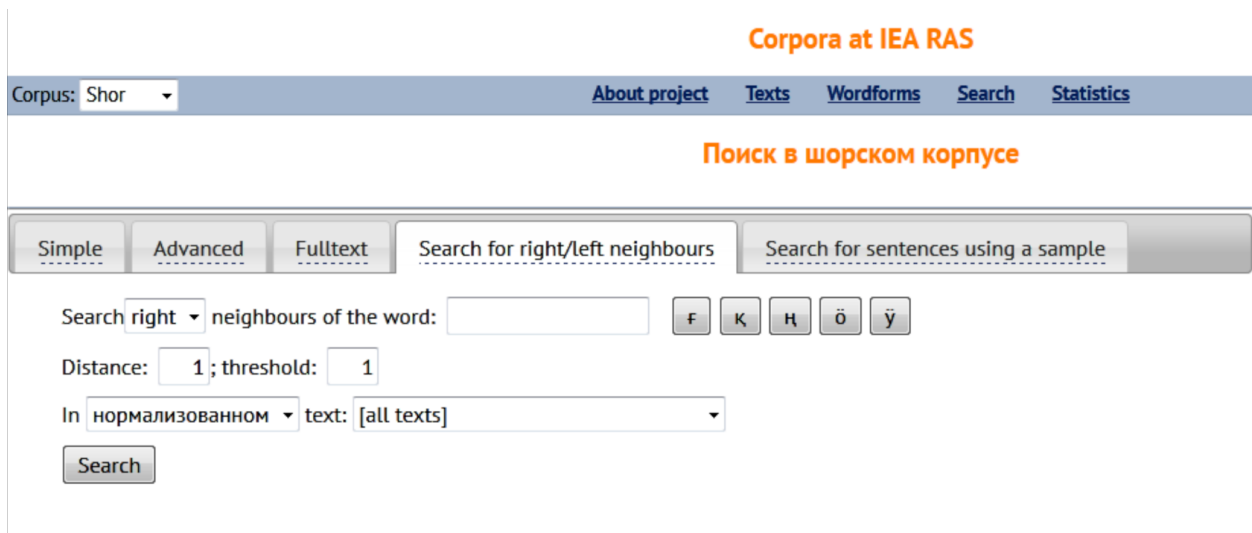 Corpora at IEA RAS
Corpus: Shor About project Texts Wordforms Search Statistics
Поиск в шорском корпусе
Simple Advanced Fulltext Search for right/left neighbours Search for sentences using a sample
Search right neighbours of the word: ғ қ ң ö ӱ
Distance: 1 ; threshold: 1
In нормализованном text: [all texts]
Search